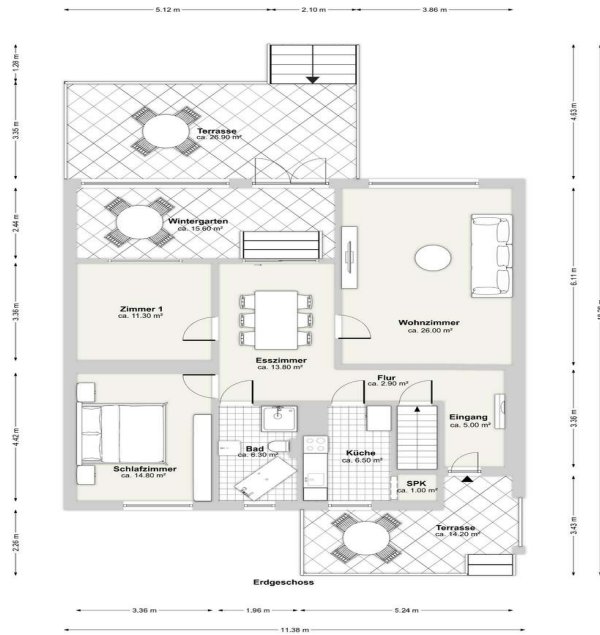 5.12 m
2.10 m
3.86 m
1.28 m
3.35 m
4.63 m
Terrasse
ca. 26.90 m²
2.44 m
Wintergarten
ca. 15.60 m²
6.11 m
3.36 m
Zimmer 1
ca. 11.30 m²
Wohnzimmer
ca. 26.00 m²
Esszimmer
ca. 13.80 m²
Flur
ca. 2.90 m²
4.42 m
3.36 m
Eingang
ca. 5.00 m²
Bad
ca. 6.30 m²
Küche
ca. 6.50 m²
Schlafzimmer
ca. 14.80 m²
SPK
ca. 1.00 m²
Terrasse
ca. 14.20 m²
2.26 m
3.43 m
Erdgeschoss
3.36 m
1.96 m
5.24 m
11.38 m